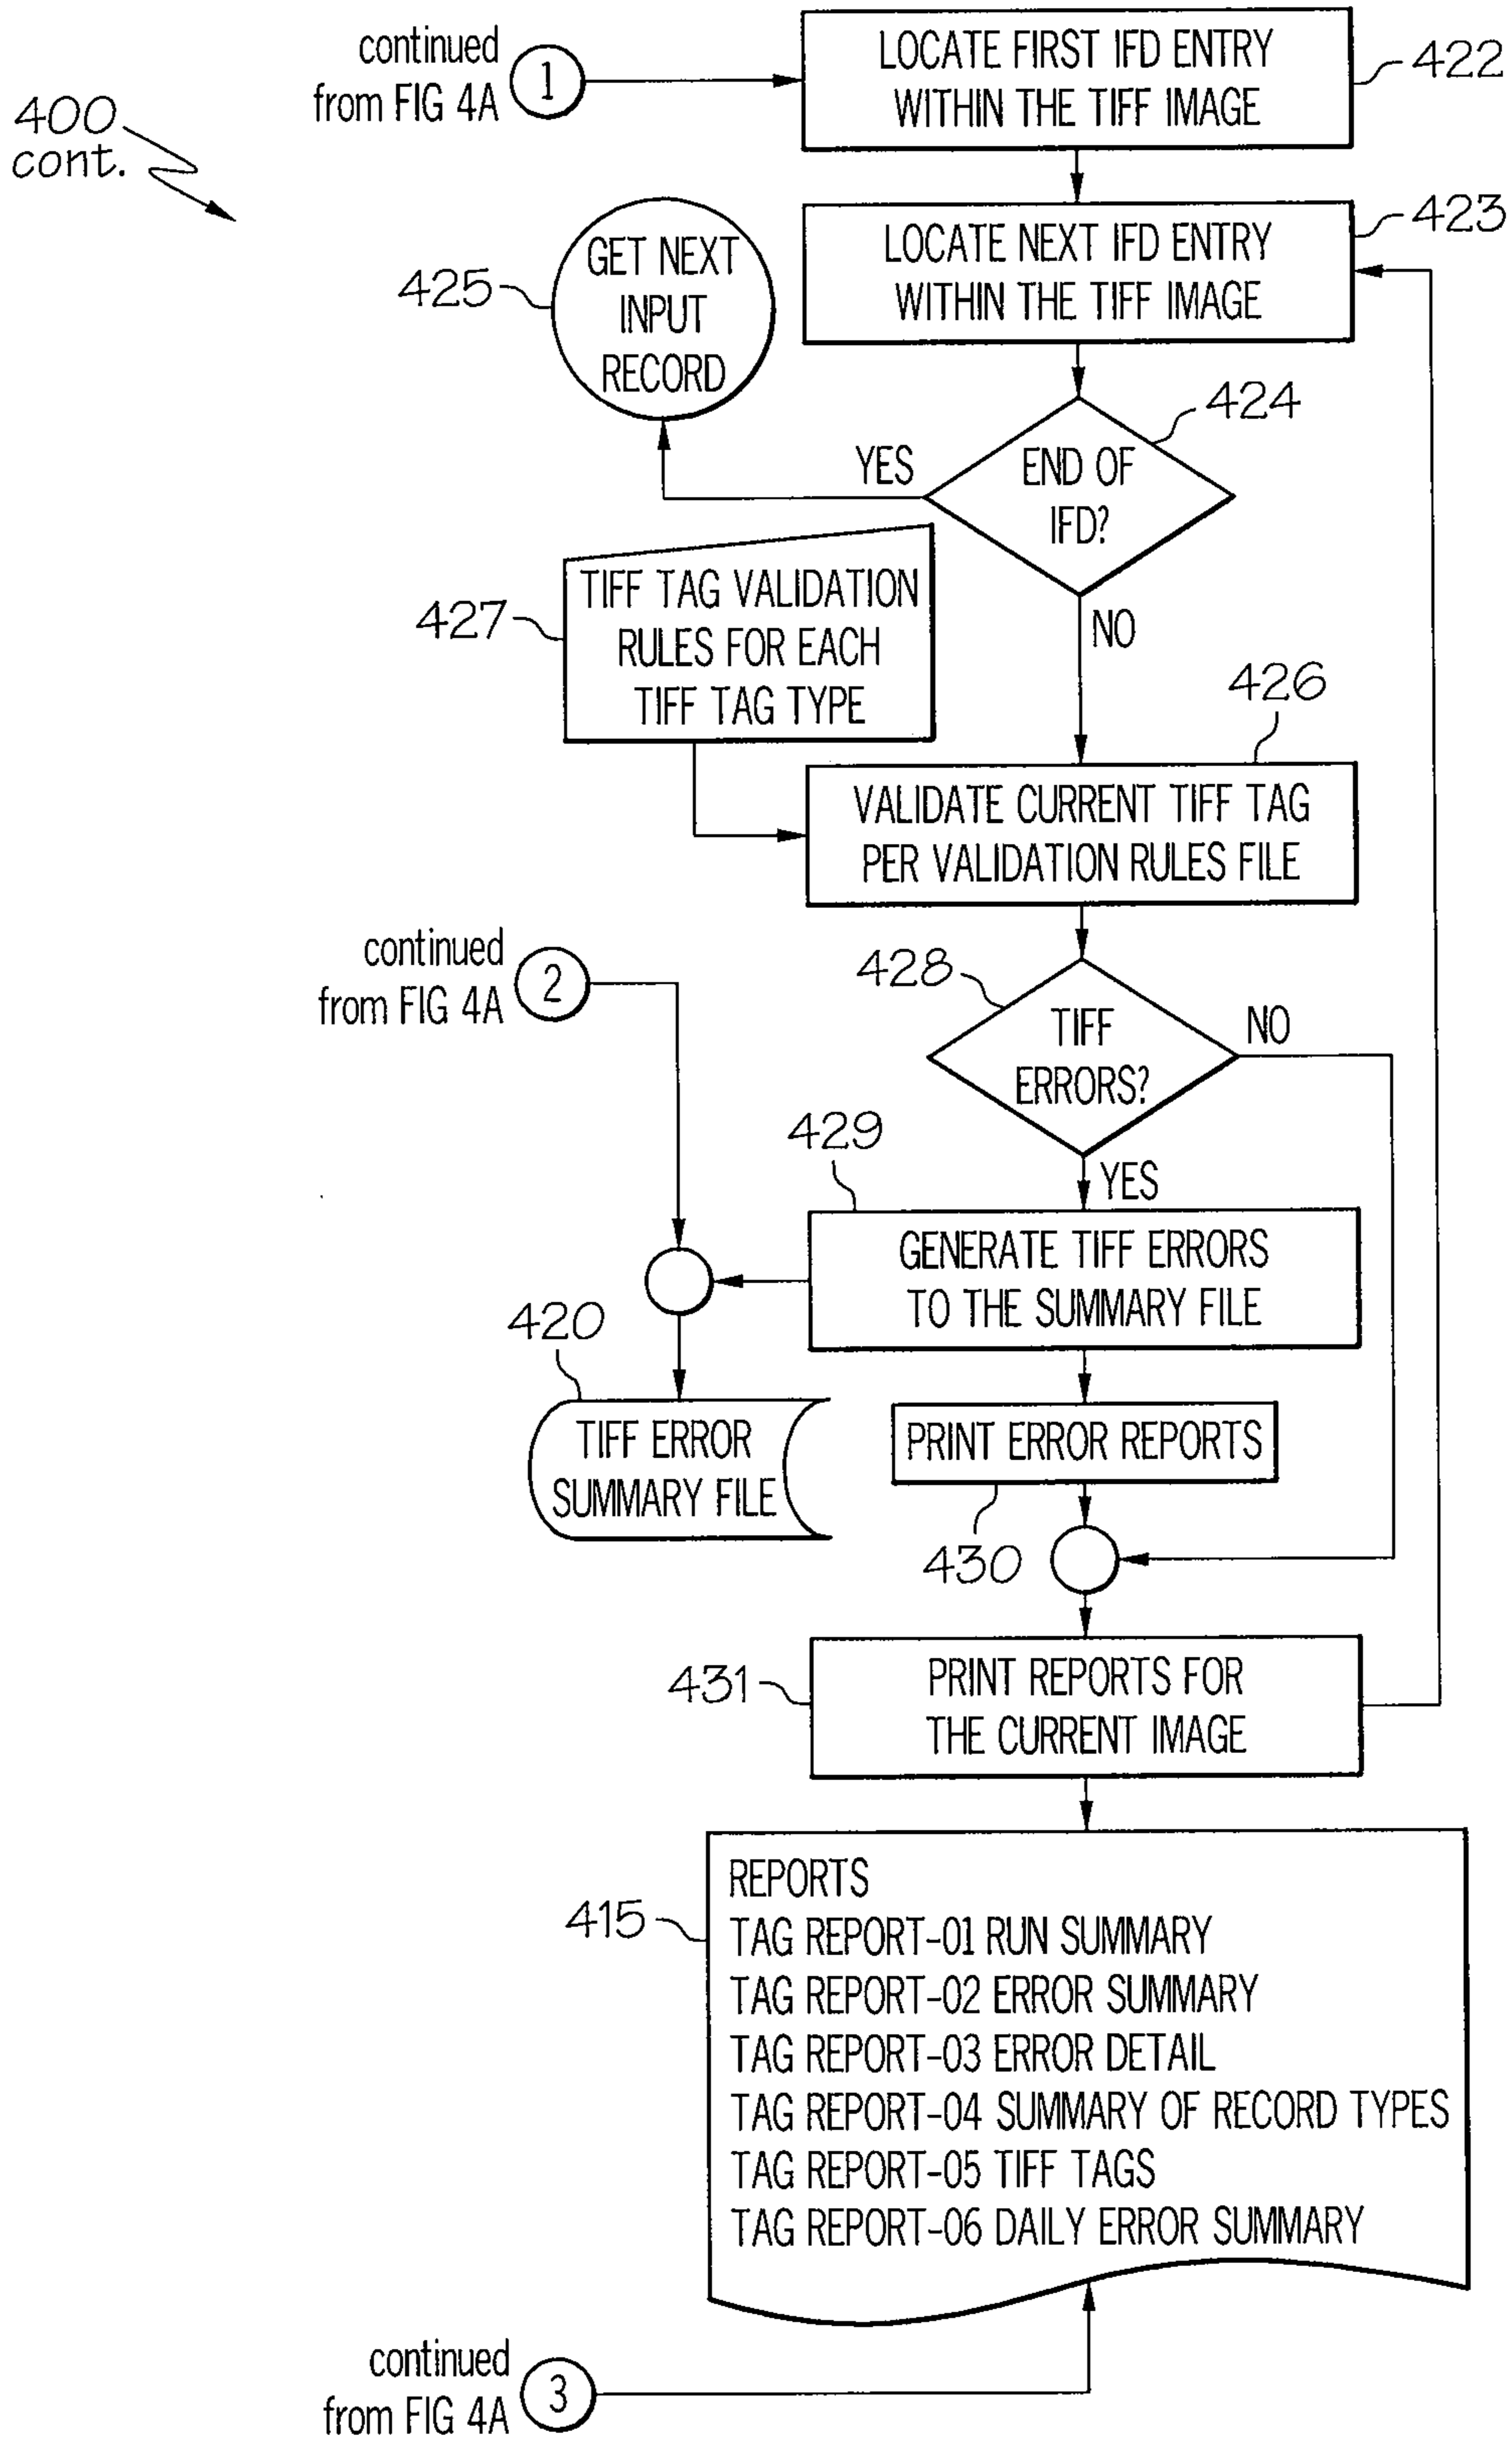 continued
from FIG 4A
1
LOCATE FIRST IFD ENTRY
WITHIN THE TIFF IMAGE
422
400
cont.
LOCATE NEXT IFD ENTRY
WITHIN THE TIFF IMAGE
423
GET NEXT
INPUT
RECORD
425
END OF
IFD?
424
YES
NO
TIFF TAG VALIDATION
RULES FOR EACH
TIFF TAG TYPE
427
426
VALIDATE CURRENT TIFF TAG
PER VALIDATION RULES FILE
continued
from FIG 4A
2
428
TIFF
ERRORS?
NO
YES
429
GENERATE TIFF ERRORS
TO THE SUMMARY FILE
420
TIFF ERROR
SUMMARY FILE
PRINT ERROR REPORTS
430
431
PRINT REPORTS FOR
THE CURRENT IMAGE
415
REPORTS
TAG REPORT-01 RUN SUMMARY
TAG REPORT-02 ERROR SUMMARY
TAG REPORT-03 ERROR DETAIL
TAG REPORT-04 SUMMARY OF RECORD TYPES
TAG REPORT-05 TIFF TAGS
TAG REPORT-06 DAILY ERROR SUMMARY
continued
from FIG 4A
3